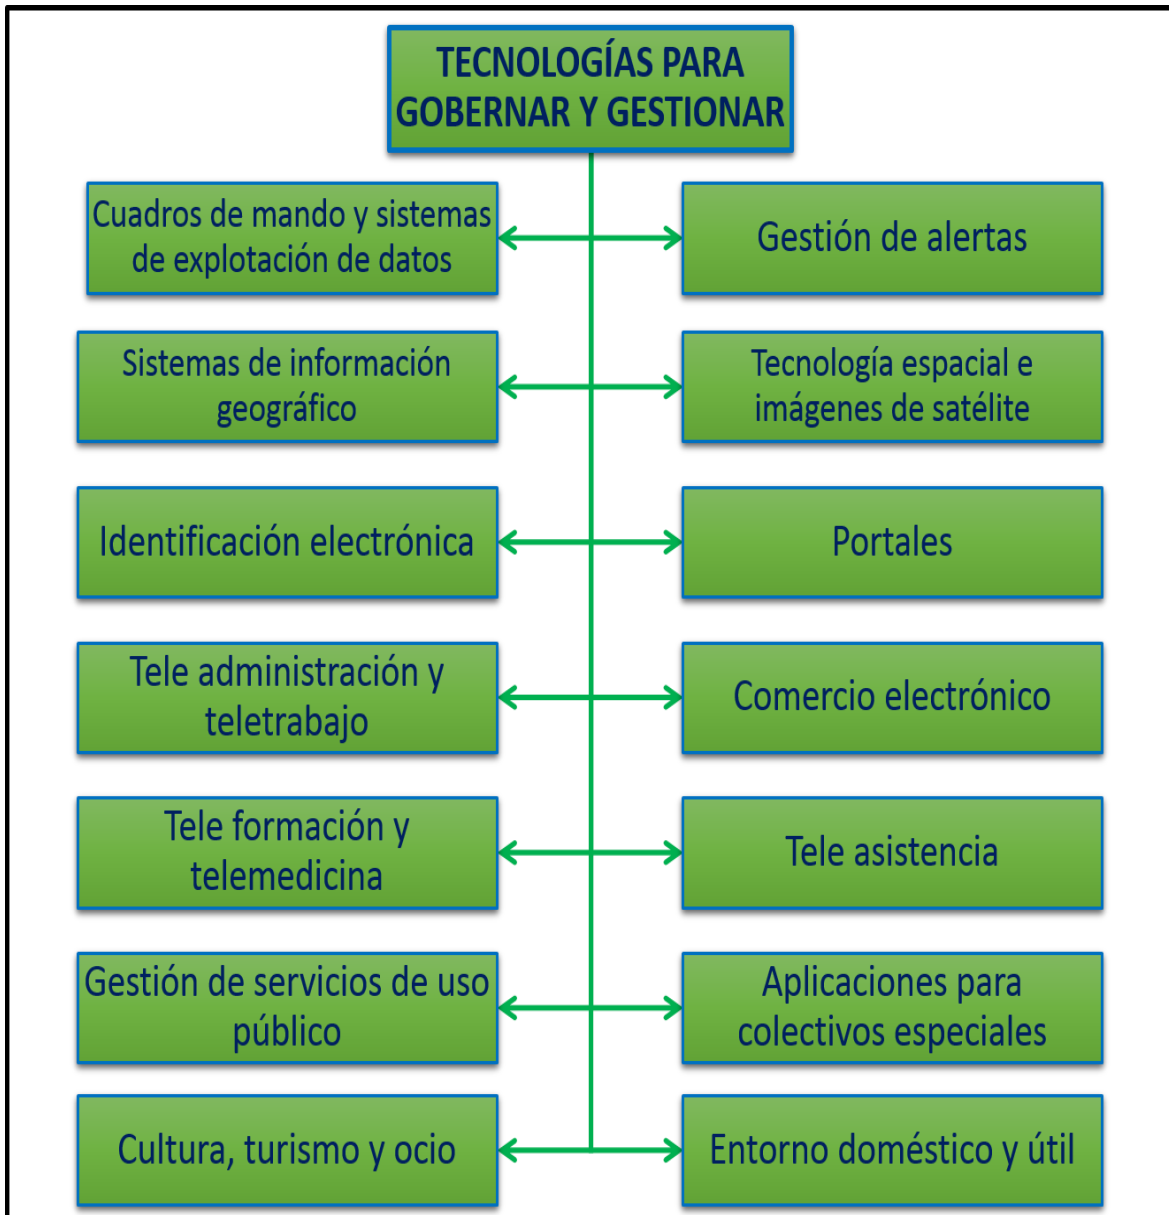 TECNOLOGÍAS PARA
GOBERNAR Y GESTIONAR
Cuadros de mando y sistemas
de explotación de datos
Gestión de alertas
Sistemas de información
geográfico
Tecnología espacial e
imágenes de satélite
Identificación electrónica
Portales
Tele administración y
teletrabajo
Comercio electrónico
Tele formación y
telemedicina
Tele asistencia
Gestión de servicios de uso
público
Aplicaciones para
colectivos especiales
Cultura, turismo y ocio
Entorno doméstico y útil